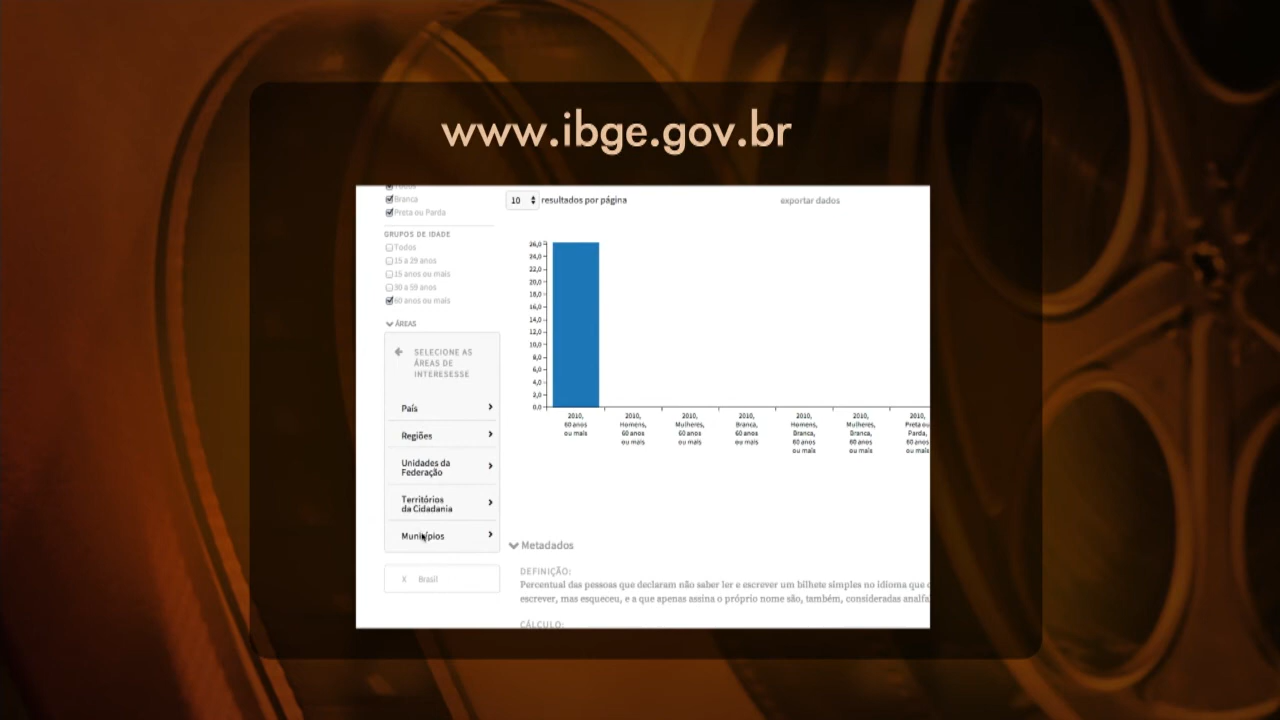 www.ibge.gov.br
Todos
Branca
Preta ou Parda
GRUPOS DE IDADE
Todos
15 a 29 anos
15 anos ou mais
30 a 59 anos
60 anos ou mais
ÁREAS
SELECIONE AS
ÁREAS DE
INTERESESSE
País
Regiões
Unidades da
Federação
Territórios
da Cidadania
Municípios
X Brasil
10 resultados por página
exportar dados
26,0
24,0
22,0
20,0
18,0
16,0
14,0
12,0
10,0
8,0
6,0
4,0
2,0
0,0
2010,
60 anos
ou mais
2010,
Homens,
60 anos
ou mais
2010,
Mulheres,
60 anos
ou mais
2010,
Branca,
60 anos
ou mais
2010,
Homens,
Branca,
60 anos
ou mais
2010,
Mulheres,
Branca,
60 anos
ou mais
2010,
Preta ou
Parda,
60 anos
ou mais
Metadados
DEFINIÇÃO:
Percentual das pessoas que declaram não saber ler e escrever um bilhete simples no idioma que
escrever, mas esqueceu, e a que apenas assina o próprio nome são, também, consideradas analfa
CÁLCULO: